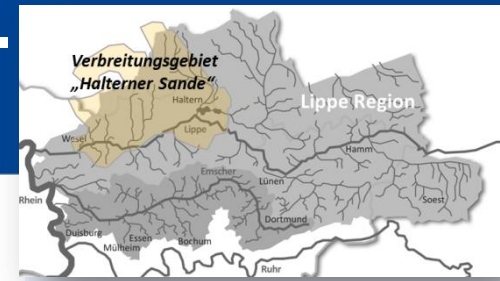 Verbreitungsgebiet
„Halterner Sande“
Haltern
Lippe Region
Wesel
Lippe
Hamm
Emscher
Lünen
Rhein
Soest
Dortmund
Duisburg
Essen
Bochum
Mülheim
Ruhr